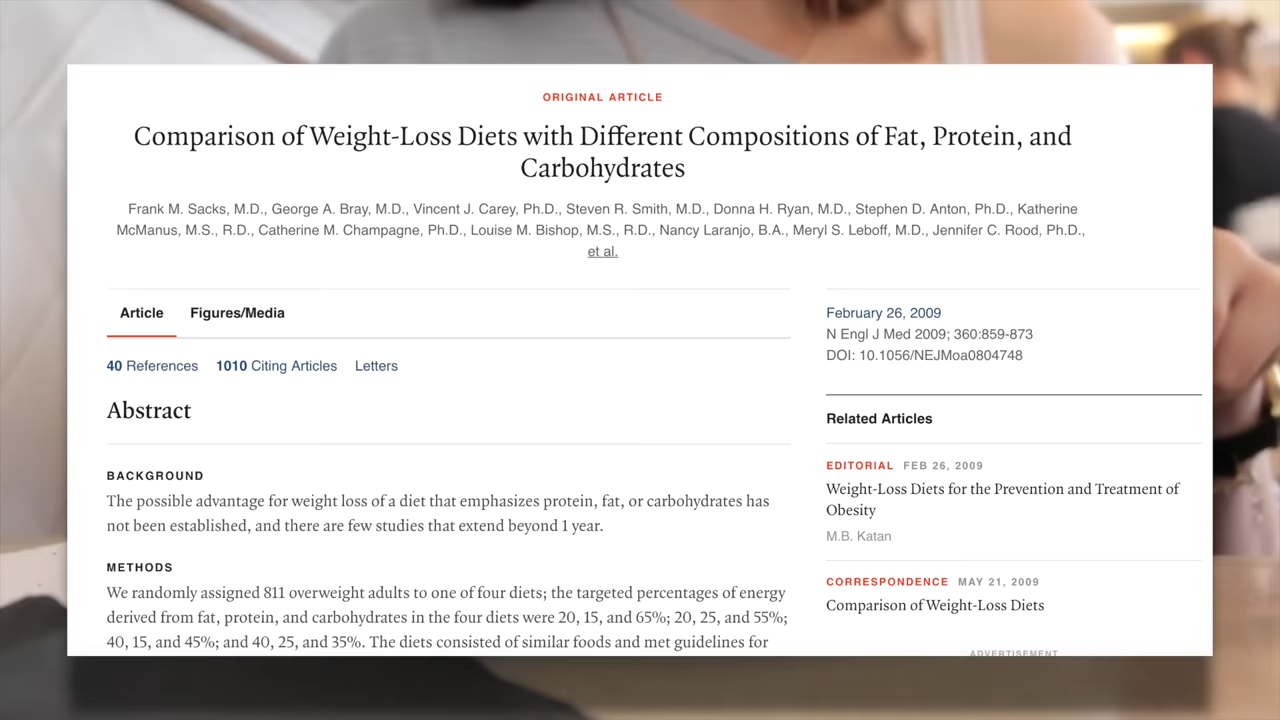 ORIGINAL ARTICLE
Comparison of Weight-Loss Diets with Different Compositions of Fat, Protein, and
Carbohydrates
Frank M. Sacks, M.D., George A. Bray, M.D., Vincent J. Carey, Ph.D., Steven R. Smith, M.D., Donna H. Ryan, M.D., Stephen D. Anton, Ph.D., Katherine
McManus, M.S., R.D., Catherine M. Champagne, Ph.D., Louise M. Bishop, M.S., R.D., Nancy Laranjo, B.A., Meryl S. Leboff, M.D., Jennifer C. Rood, Ph.D.,
et al.
Article Figures/Media
40 References 1010 Citing Articles Letters
Abstract
BACKGROUND
The possible advantage for weight loss of a diet that emphasizes protein, fat, or carbohydrates has
not been established, and there are few studies that extend beyond 1 year.
METHODS
We randomly assigned 811 overweight adults to one of four diets; the targeted percentages of energy
derived from fat, protein, and carbohydrates in the four diets were 20, 15, and 65%; 20, 25, and 55%;
40, 15, and 45%; and 40, 25, and 35%. The diets consisted of similar foods and met guidelines for
February 26, 2009
N Engl J Med 2009; 360:859-873
DOI: 10.1056/NEJMoa0804748
Related Articles
EDITORIAL FEB 26, 2009
Weight-Loss Diets for the Prevention and Treatment of
Obesity
M.B. Katan
CORRESPONDENCE MAY 21, 2009
Comparison of Weight-Loss Diets
ADVERTISEMENT